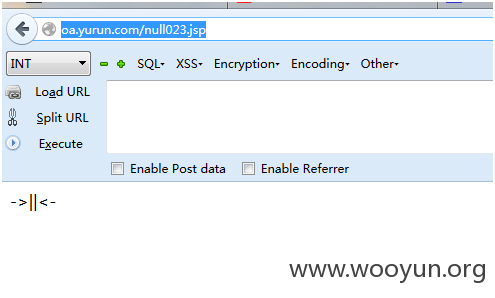 oa.yurun.com/null023.jsp
INT SQL- XSS- Encryption- Encoding- Other-
Load URL
Split URL
Execute
Enable Post data Enable Referrer
->||<-
www.wooyun.org